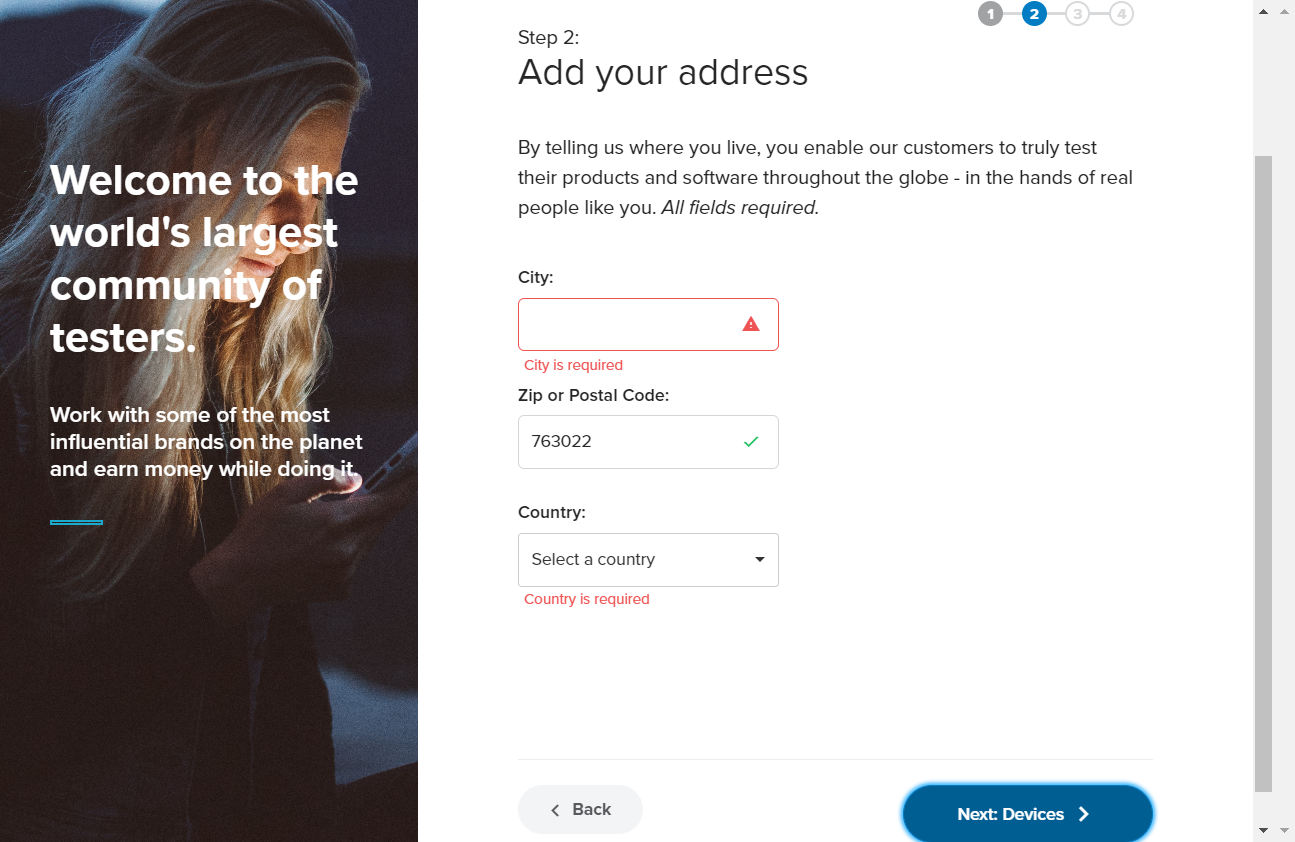 Welcome to the
world's largest
community of
testers.
Work with some of the most
influential brands on the planet
and earn money while doing it.
1 2 3 4
Step 2:
Add your address
By telling us where you live, you enable our customers to truly test
their products and software throughout the globe - in the hands of real
people like you. All fields required.
City:
City is required
Zip or Postal Code:
763022
Country:
Select a country
Country is required
Back
Next: Devices